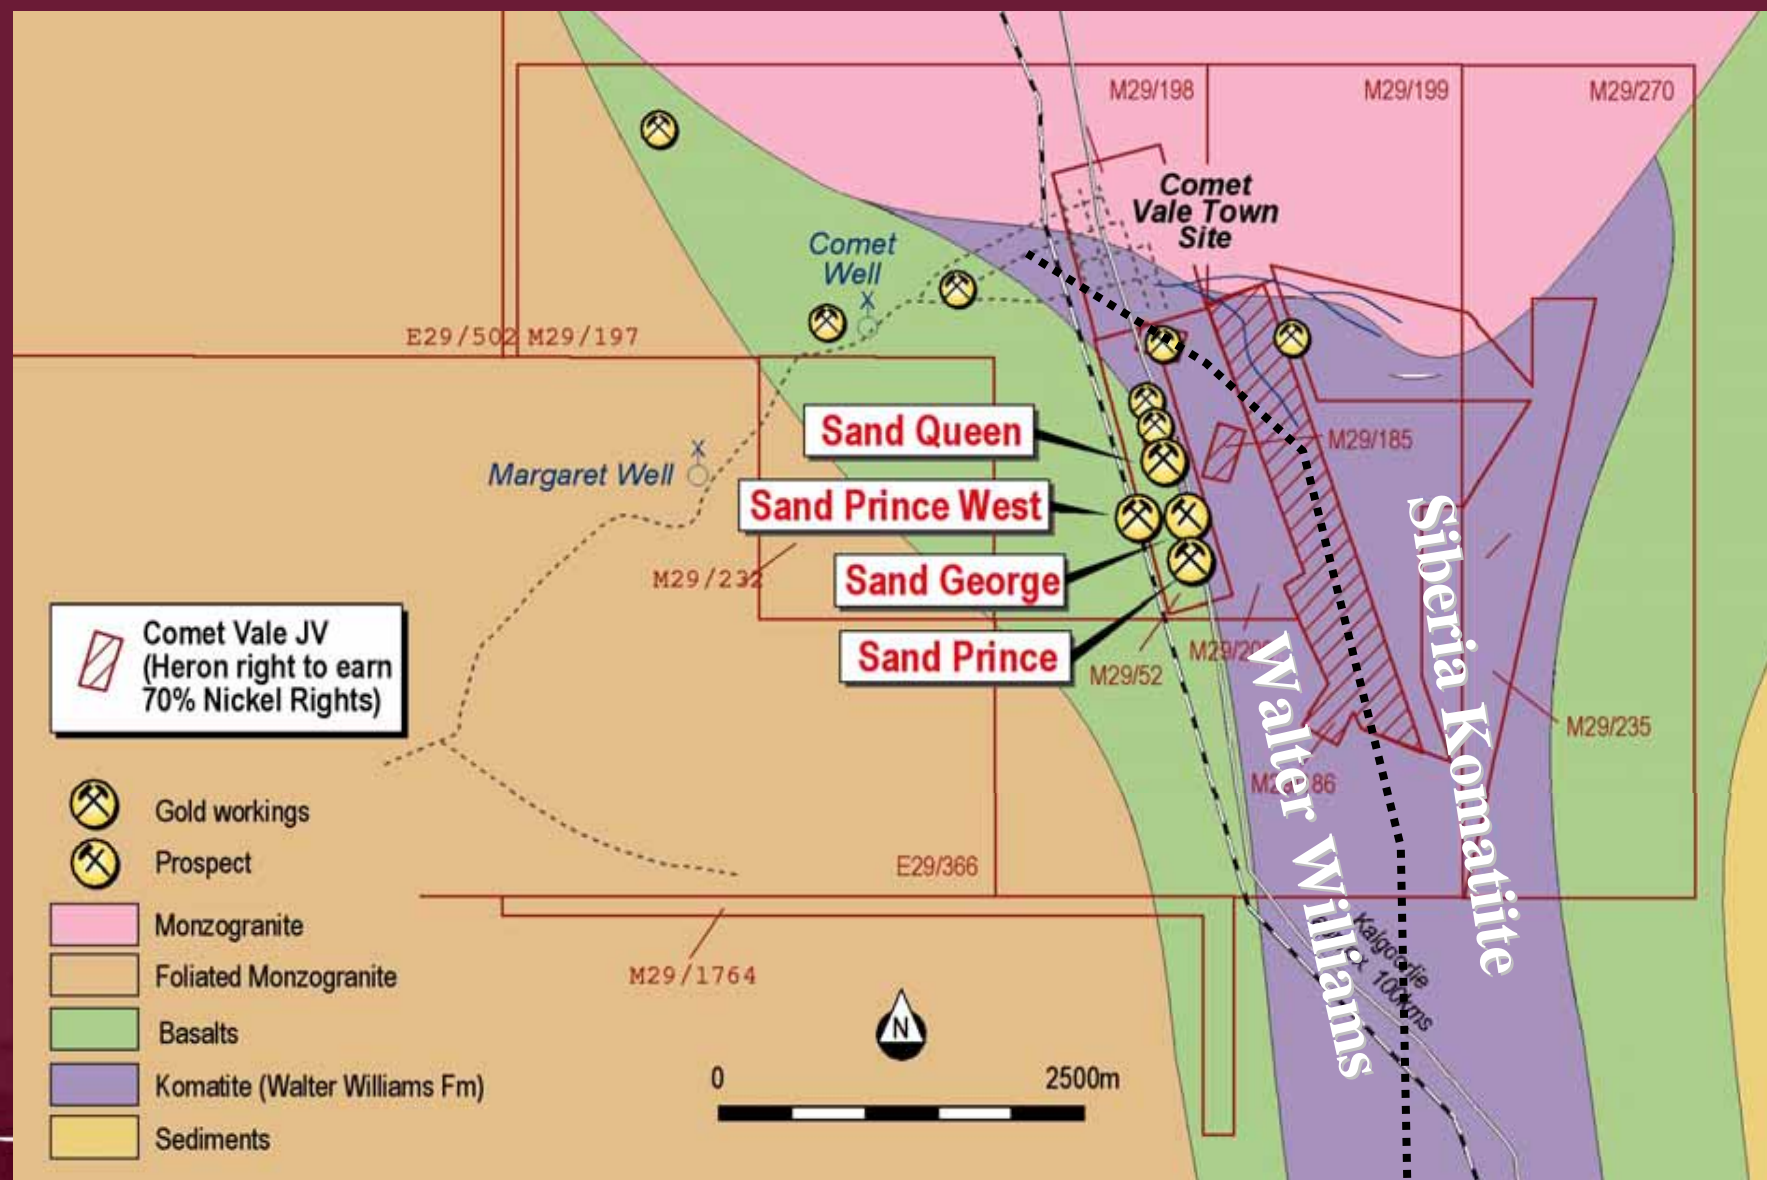 M29/198
M29/199
M29/270
Comet
Vale Town
Site
Comet
Well
E29/502 M29/197
Sand Queen
M29/185
Margaret Well
Sand Prince West
Sand George
M29/232
Sand Prince
M29/52
Siberia Komatiite
Walter Williams
M29/235
Comet Vale JV
(Heron right to earn
70% Nickel Rights)
Gold workings
Prospect
E29/366
Monzogranite
Foliated Monzogranite
M29/1764
Kalgoorlie
100kms
Basalts
N
0 2500m
Komatite (Walter Williams Fm)
Sediments